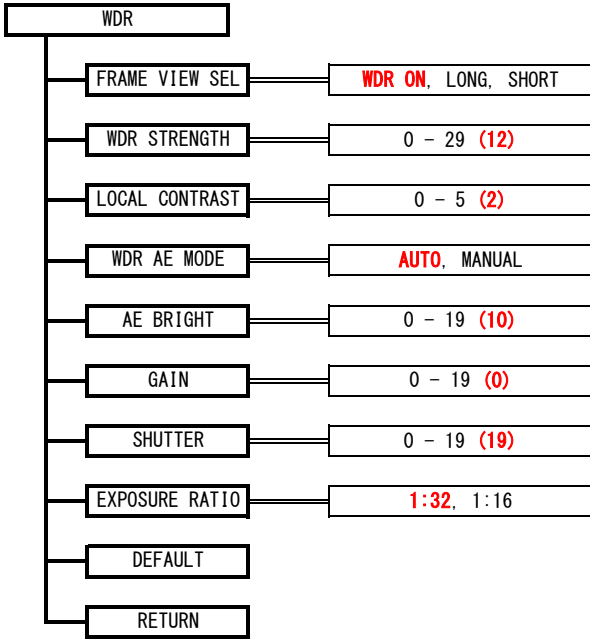 WDR
FRAME VIEW SEL WDR ON, LONG, SHORT
WDR STRENGTH 0 - 29 (12)
LOCAL CONTRAST 0 - 5 (2)
WDR AE MODE AUTO, MANUAL
AE BRIGHT 0 - 19 (10)
GAIN 0 - 19 (0)
SHUTTER 0 - 19 (19)
EXPOSURE RATIO 1:32, 1:16
DEFAULT
RETURN